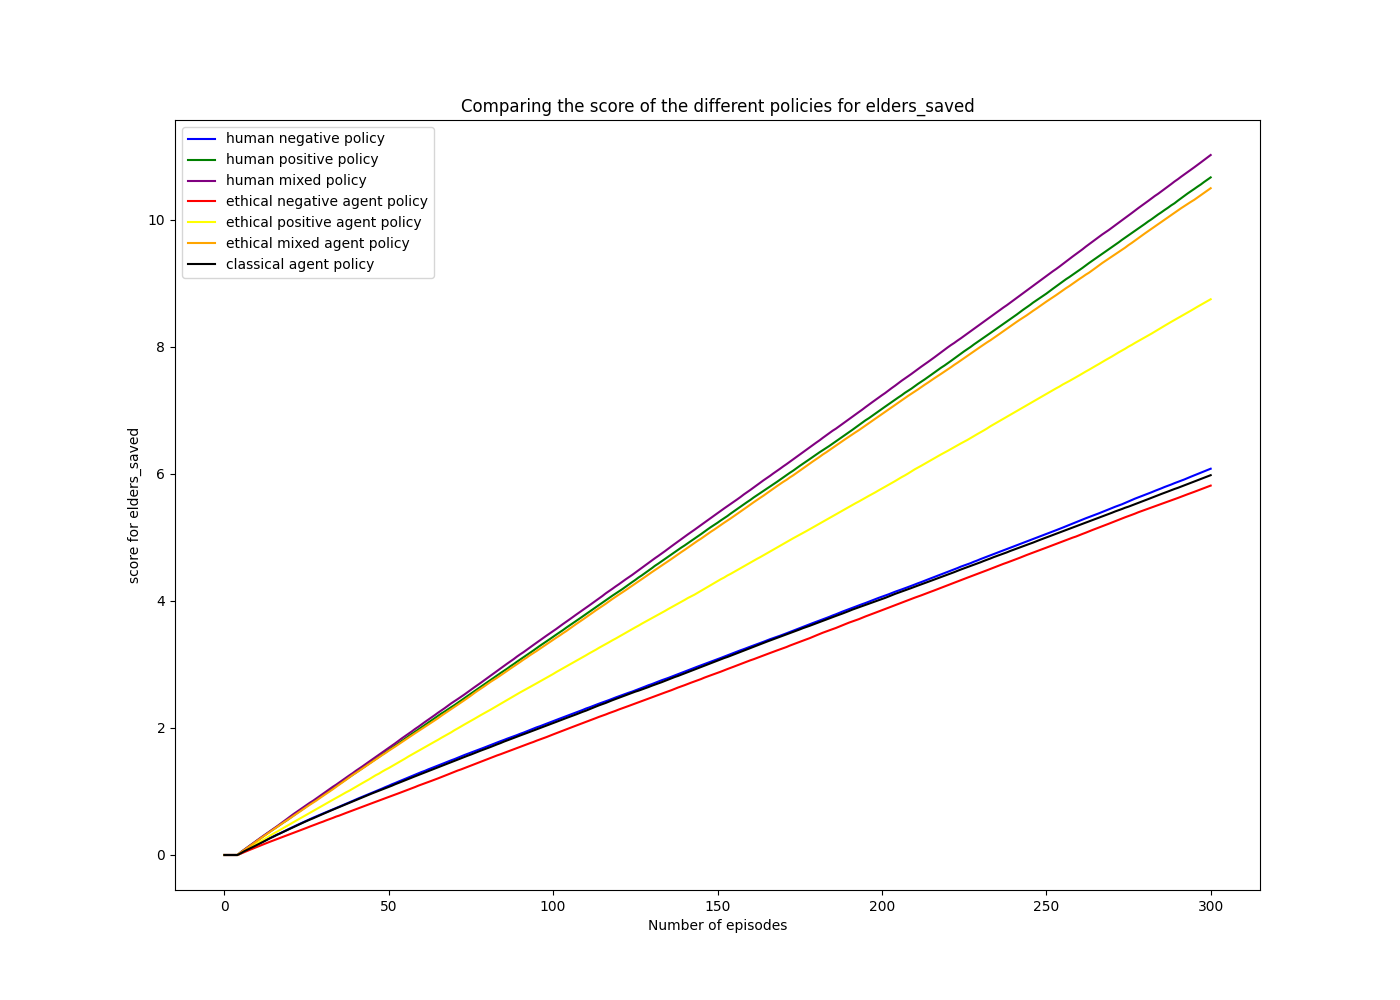 Comparing the score of the different policies for elders_saved
human negative policy
human positive policy
human mixed policy
ethical negative agent policy
ethical positive agent policy
ethical mixed agent policy
classical agent policy
10
8
6
4
2
0
score for elders_saved
0 50 100 150 200 250 300
Number of episodes